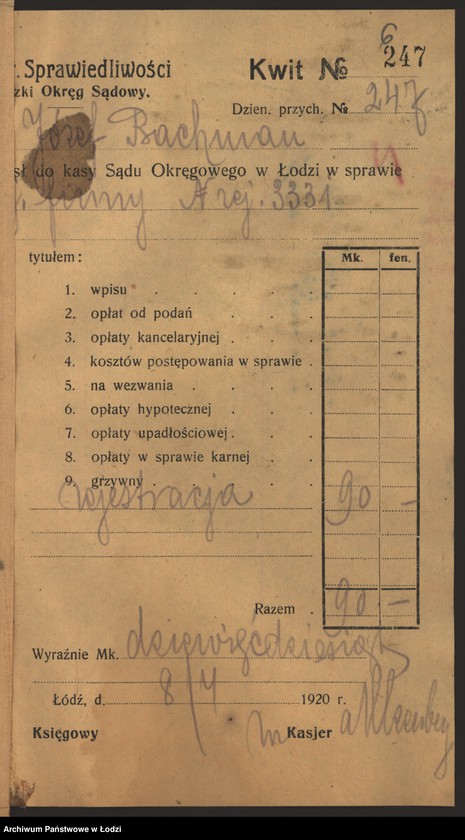 6
. Sprawiedliwości
zki Okręg Sądowy.
Kwit № 247
Dzien. przych. № 247
Józef Bachman
sł do kasy Sądu Okręgowego w Łodzi w sprawie
firmy A rej. 3331
tytułem:
Mk. fen.
1. wpisu . . . . .
2. opłat od podań . . .
3. opłaty kancelaryjnej . . .
4. kosztów postępowania w sprawie .
5. na wezwania . . . .
6. opłaty hypotecznej . . .
7. opłaty upadłościowej . . .
8. opłaty w sprawie karnej . .
9. grzywny . . . . .
rejestracja 90 —
Razem . 90 —
Wyraźnie Mk. dziewięćdziesiąt
Łódź, d. 8/4 1920 r.
Księgowy Kasjer
Archiwum Państwowe w Łodzi